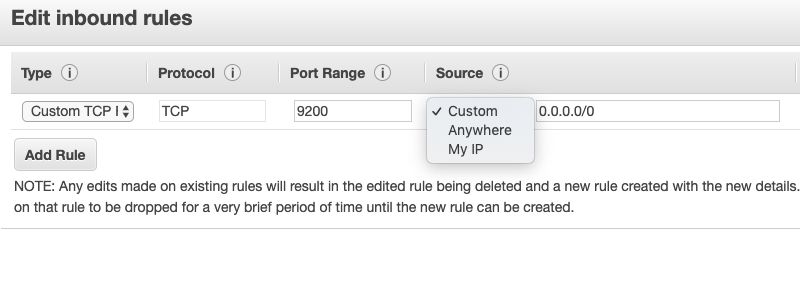 Edit inbound rules
Type i Protocol i Port Range i Source i
Custom TCP TCP 9200 Custom 0.0.0.0/0
Anywhere
My IP
Add Rule
NOTE: Any edits made on existing rules will result in the edited rule being deleted and a new rule created with the new details.
on that rule to be dropped for a very brief period of time until the new rule can be created.